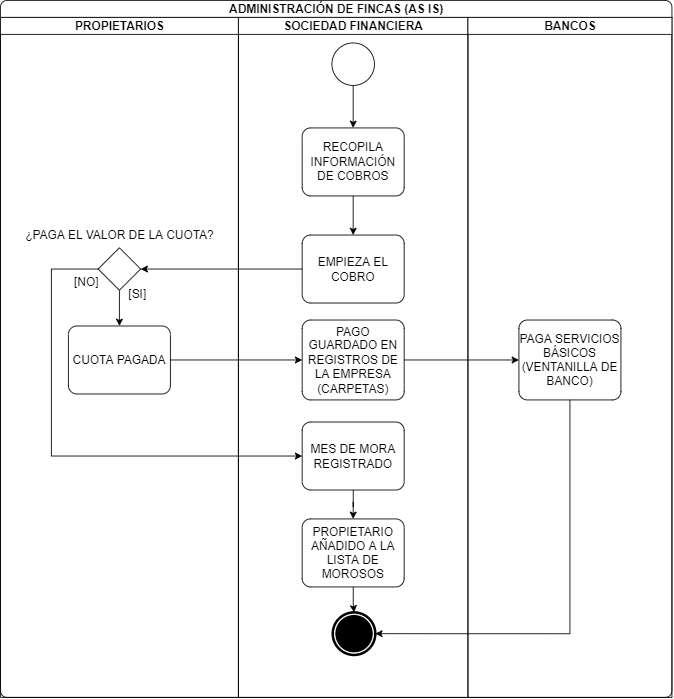 ADMINISTRACIÓN DE FINCAS (AS IS)
PROPIETARIOS
SOCIEDAD FINANCIERA
BANCOS
RECOPILA
INFORMACIÓN
DE COBROS
¿PAGA EL VALOR DE LA CUOTA?
EMPIEZA EL
COBRO
[NO]
[SI]
CUOTA PAGADA
PAGO
GUARDADO EN
REGISTROS DE
LA EMPRESA
(CARPETAS)
PAGA SERVICIOS
BÁSICOS
(VENTANILLA DE
BANCO)
MES DE MORA
REGISTRADO
PROPIETARIO
AÑADIDO A LA
LISTA DE
MOROSOS